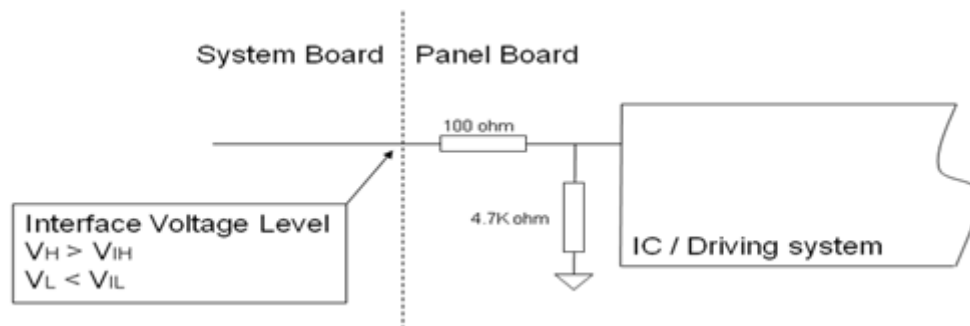 System Board
Panel Board
100 ohm
Interface Voltage Level
VH > VIH
VL < VIL
4.7K ohm
IC / Driving system